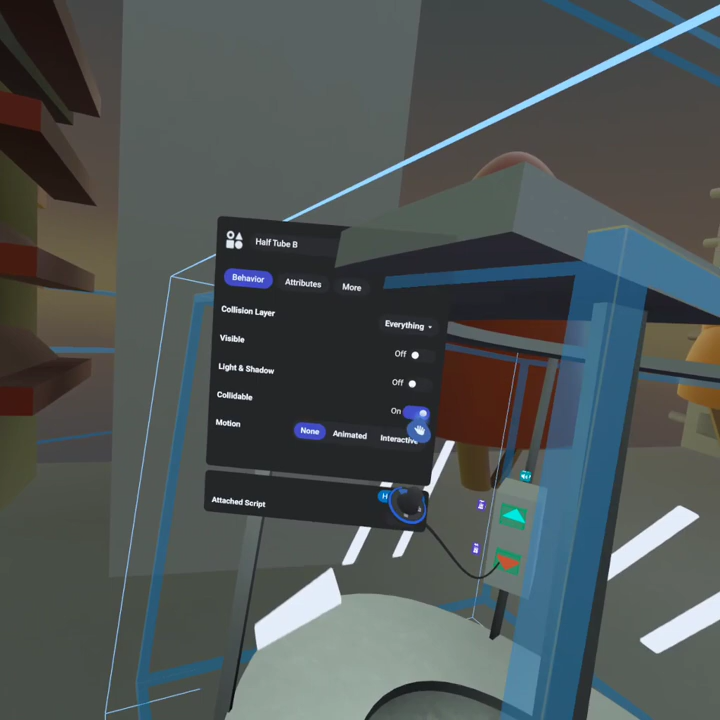 Half Tube B
Behavior
Attributes
More
Collision Layer
Everything
Visible
Off
Light & Shadow
Off
Collidable
On
Motion
None
Animated
Interactive
Attached Script
H